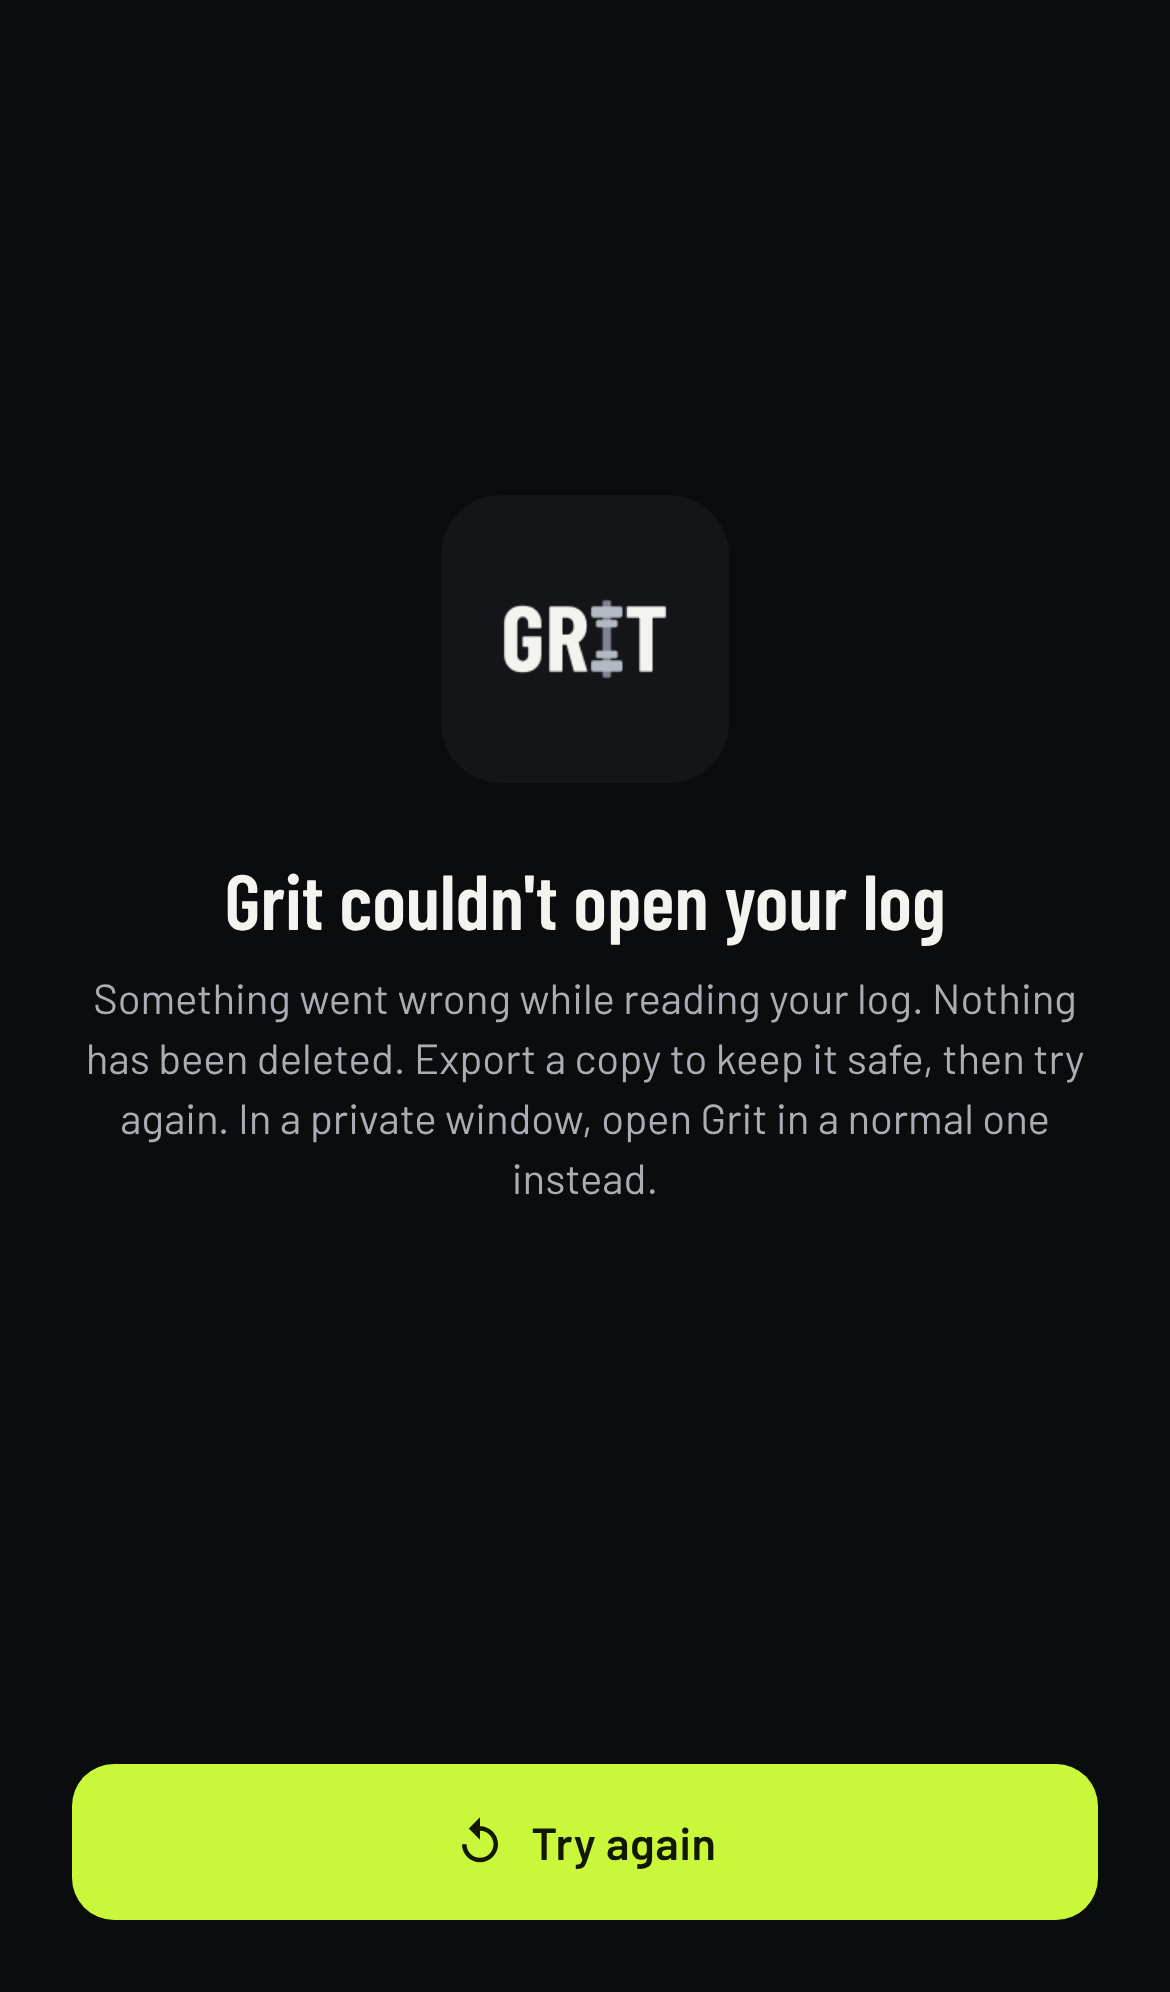 GRIT
Grit couldn't open your log
Something went wrong while reading your log. Nothing
has been deleted. Export a copy to keep it safe, then try
again. In a private window, open Grit in a normal one
instead.
Try again